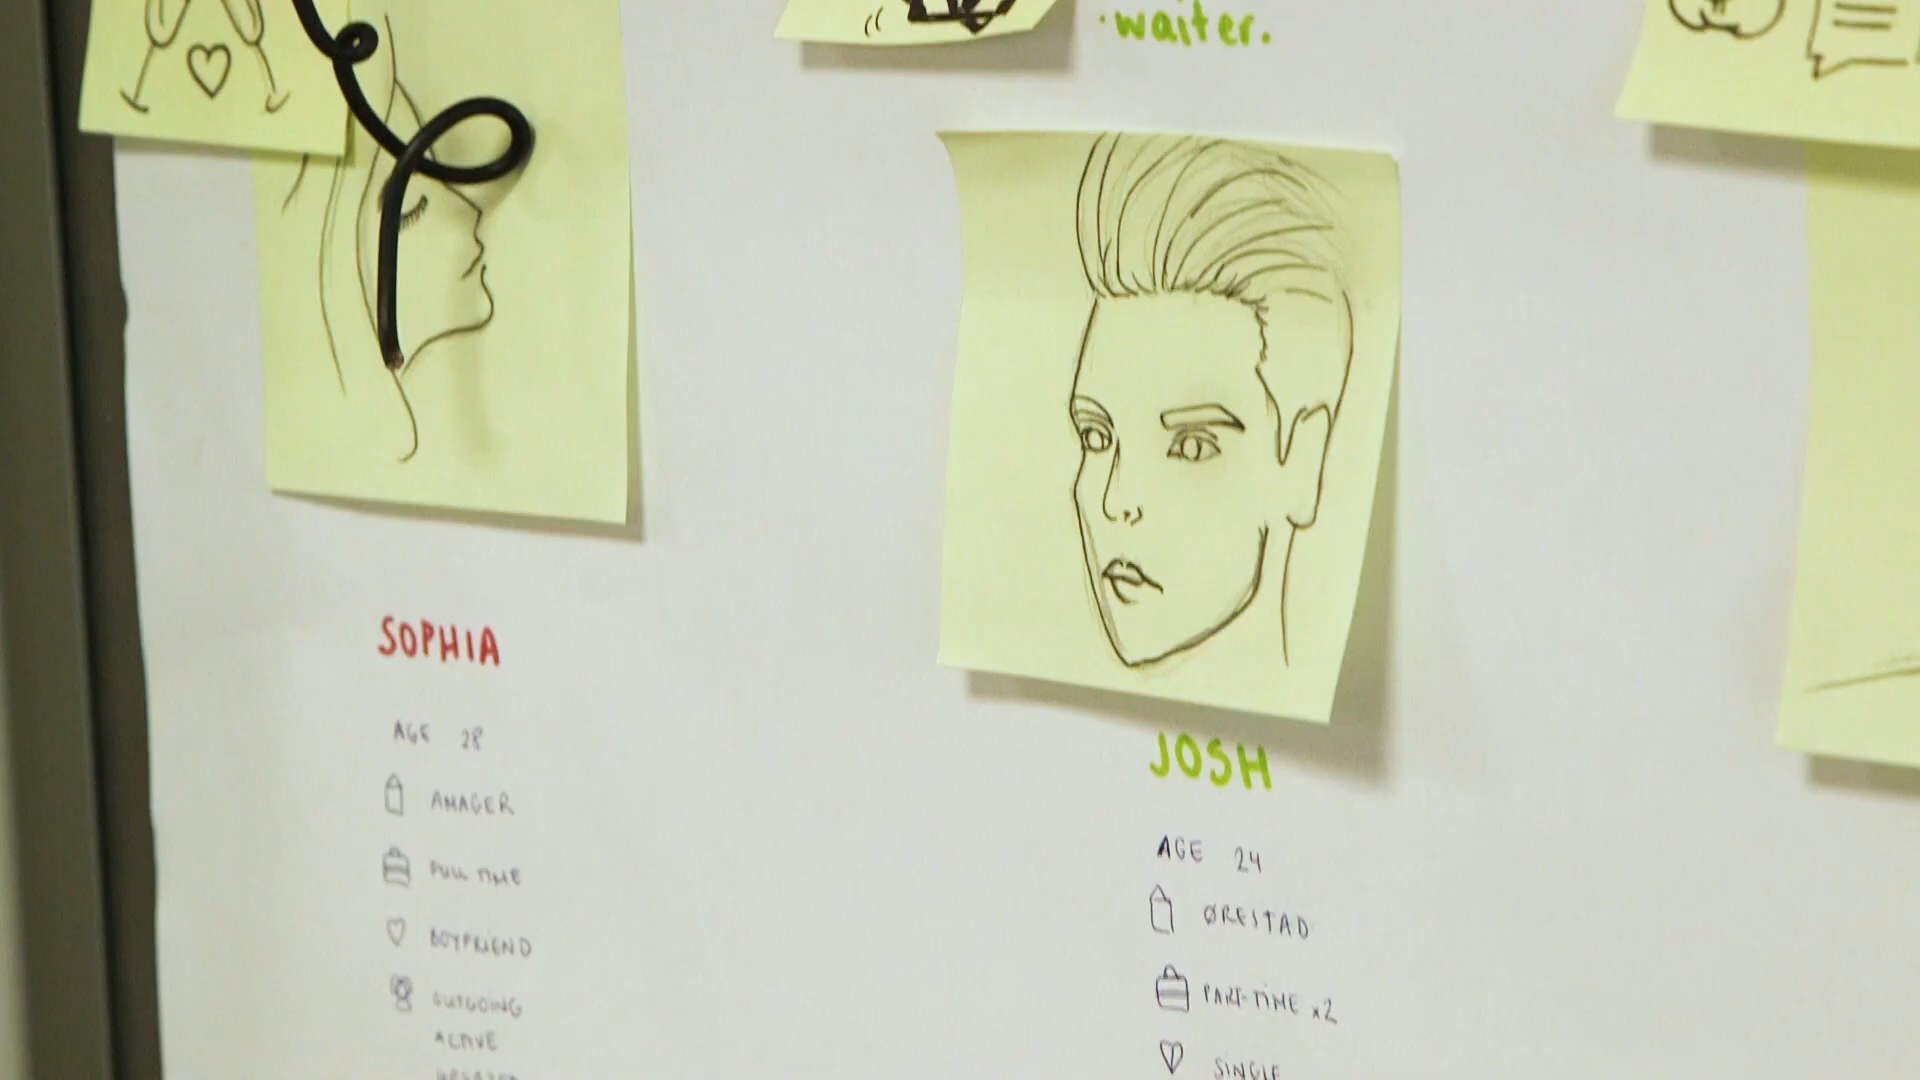 ·waiter.
SOPHIA
AGE 28
AMAGER
FULL TIME
BOYFRIEND
OUTGOING
ACTIVE
JOSH
AGE 24
ØRESTAD
PART-TIME x2
SINGLE